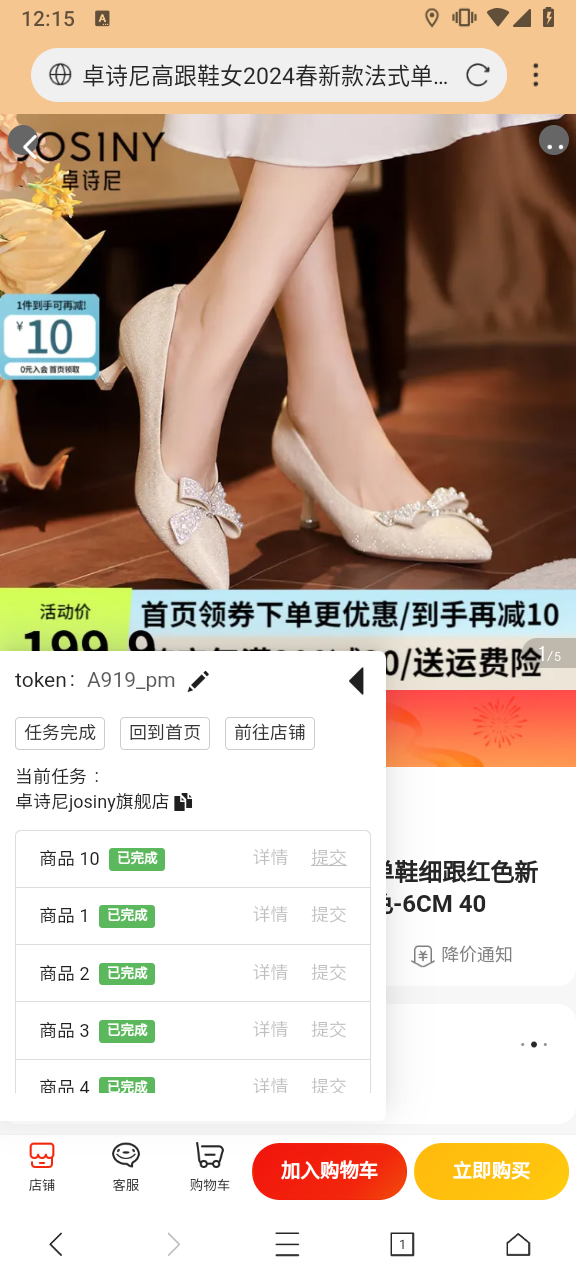 12:15
卓诗尼高跟鞋女2024春新款法式单...
JOSINY
卓诗尼
1件到手可再减!
¥10
0元入会 首页领取
活动价
首页领券下单更优惠/到手再减10
199.9
0/送运费险
1/5
token: A919_pm
任务完成
回到首页
前往店铺
当前任务：
卓诗尼josiny旗舰店
商品 10 已完成 详情 提交
商品 1 已完成 详情 提交
商品 2 已完成 详情 提交
商品 3 已完成 详情 提交
商品 4 已完成 详情 提交
单鞋细跟红色新
色-6CM 40
降价通知
店铺
客服
购物车
加入购物车
立即购买
1